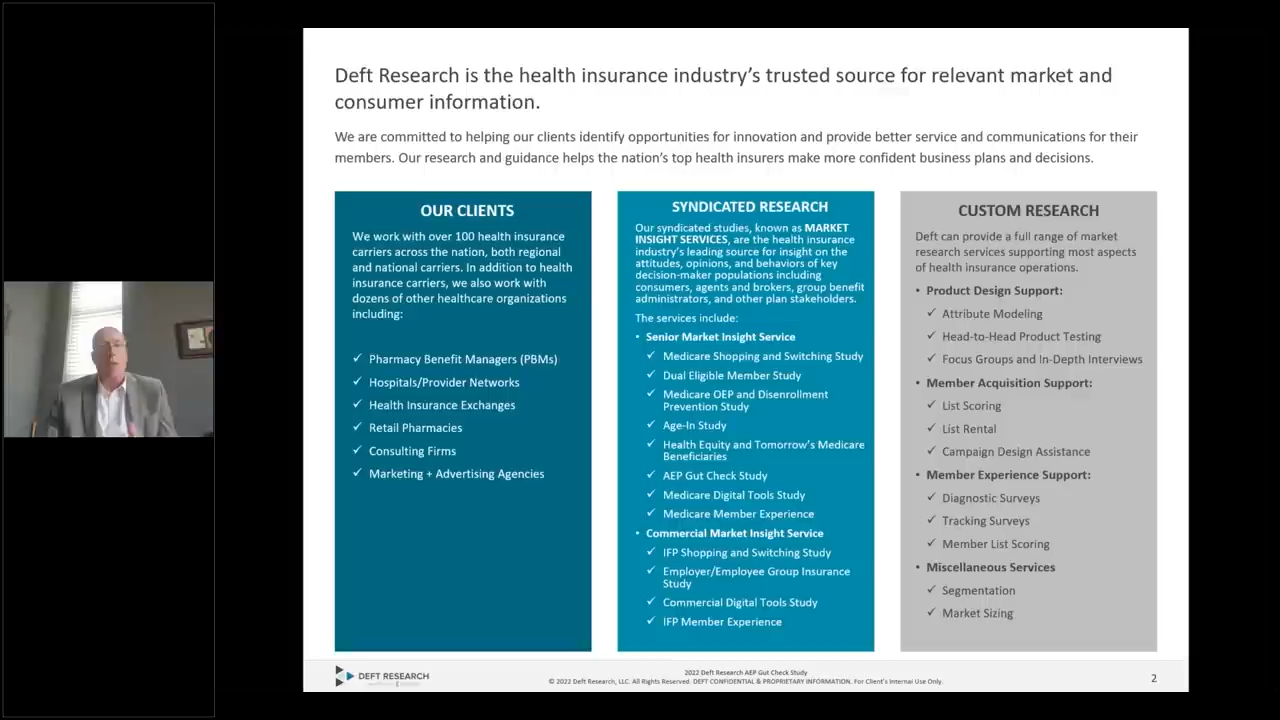 Deft Research is the health insurance industry's trusted source for relevant market and
consumer information.
We are committed to helping our clients identify opportunities for innovation and provide better service and communications for their
members. Our research and guidance helps the nation's top health insurers make more confident business plans and decisions.
OUR CLIENTS
We work with over 100 health insurance
carriers across the nation, both regional
and national carriers. In addition to health
insurance carriers, we also work with
dozens of other healthcare organizations
including:
✓ Pharmacy Benefit Managers (PBMs)
✓ Hospitals/Provider Networks
✓ Health Insurance Exchanges
✓ Retail Pharmacies
✓ Consulting Firms
✓ Marketing + Advertising Agencies
SYNDICATED RESEARCH
Our syndicated studies, known as MARKET
INSIGHT SERVICES, are the health insurance
industry's leading source for insight on the
attitudes, opinions, and behaviors of key
decision-maker populations including
consumers, agents and brokers, group benefit
administrators, and other plan stakeholders.
The services include:
• Senior Market Insight Service
✓ Medicare Shopping and Switching Study
✓ Dual Eligible Member Study
✓ Medicare OEP and Disenrollment
Prevention Study
✓ Age-In Study
✓ Health Equity and Tomorrow's Medicare
Beneficiaries
✓ AEP Gut Check Study
✓ Medicare Digital Tools Study
✓ Medicare Member Experience
• Commercial Market Insight Service
✓ IFP Shopping and Switching Study
✓ Employer/Employee Group Insurance
Study
✓ Commercial Digital Tools Study
✓ IFP Member Experience
CUSTOM RESEARCH
Deft can provide a full range of market
research services supporting most aspects
of health insurance operations.
• Product Design Support:
✓ Attribute Modeling
✓ Head-to-Head Product Testing
✓ Focus Groups and In-Depth Interviews
• Member Acquisition Support:
✓ List Scoring
✓ List Rental
✓ Campaign Design Assistance
• Member Experience Support:
✓ Diagnostic Surveys
✓ Tracking Surveys
✓ Member List Scoring
• Miscellaneous Services
✓ Segmentation
✓ Market Sizing
DEFT RESEARCH
2022 Deft Research AEP Gut Check Study
© 2022 Deft Research, LLC. All Rights Reserved. DEFT CONFIDENTIAL & PROPRIETARY INFORMATION. For Client's Internal Use Only.
2